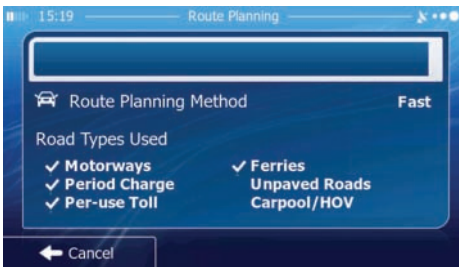 15:19 Route Planning
Route Planning Method Fast
Road Types Used
✓ Motorways ✓ Ferries
✓ Period Charge Unpaved Roads
✓ Per-use Toll Carpool/HOV
Cancel